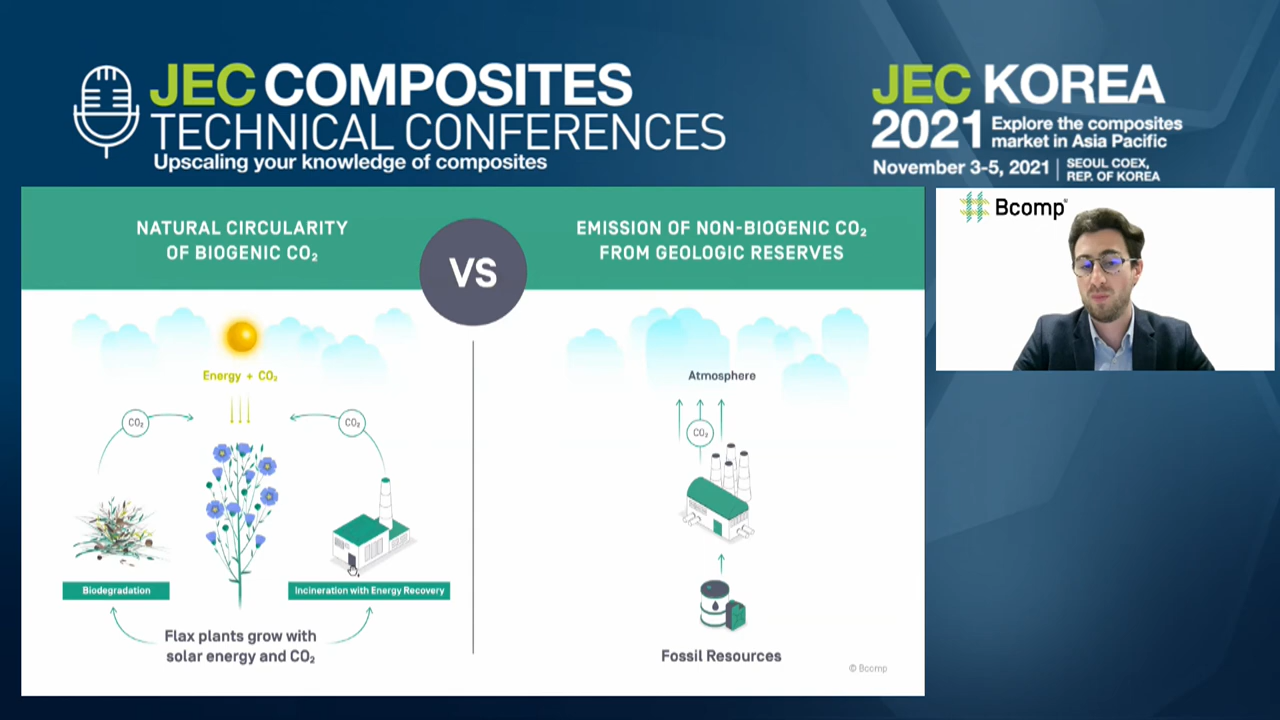 JEC COMPOSITES
TECHNICAL CONFERENCES
Upscaling your knowledge of composites
JEC KOREA
2021 Explore the composites
market in Asia Pacific
November 3-5, 2021 | SEOUL COEX,
REP. OF KOREA
NATURAL CIRCULARITY
OF BIOGENIC CO₂
VS
EMISSION OF NON-BIOGENIC CO₂
FROM GEOLOGIC RESERVES
Energy + CO₂
CO₂
CO₂
Biodegradation
Incineration with Energy Recovery
Flax plants grow with
solar energy and CO₂
Atmosphere
CO₂
Fossil Resources
© Bcomp
Bcomp®